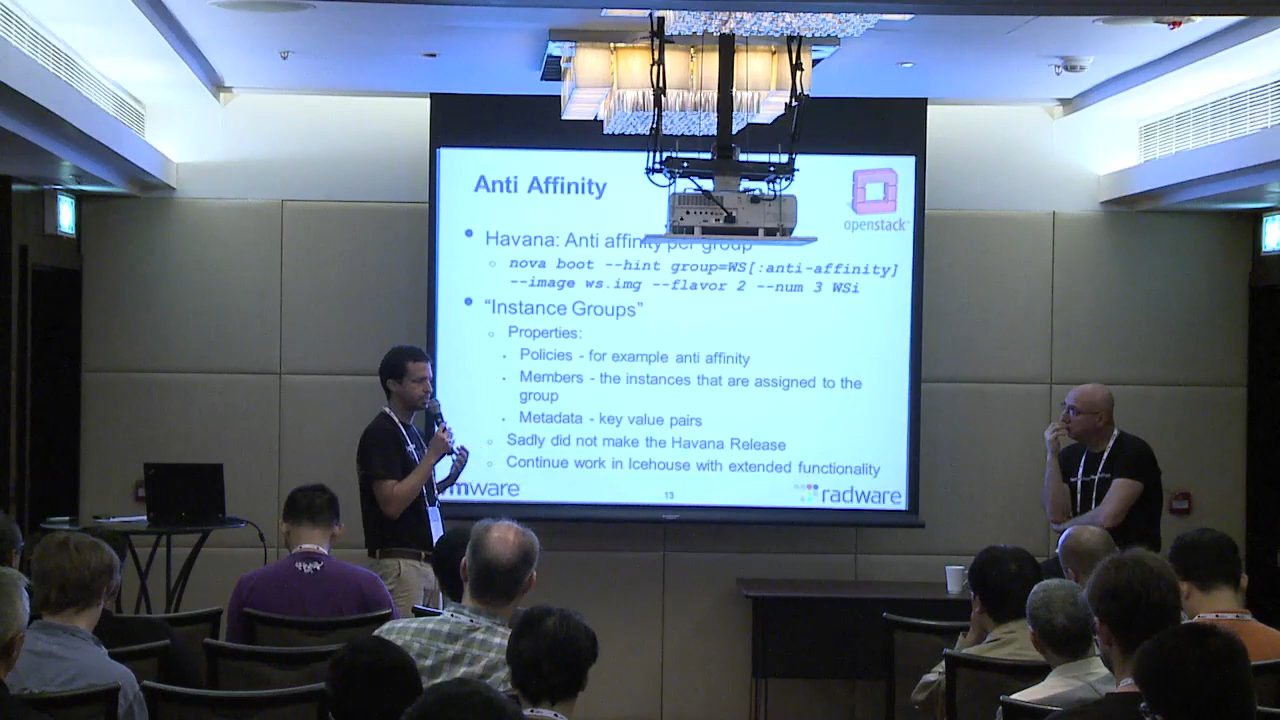 Anti Affinity
openstack
Havana: Anti affinity per group
nova boot --hint group=WS[:anti-affinity]
--image ws.img --flavor 2 --num 3 WSi
“Instance Groups”
Properties:
Policies - for example anti affinity
Members - the instances that are assigned to the
group
Metadata - key value pairs
Sadly did not make the Havana Release
Continue work in Icehouse with extended functionality
mware
13
radware